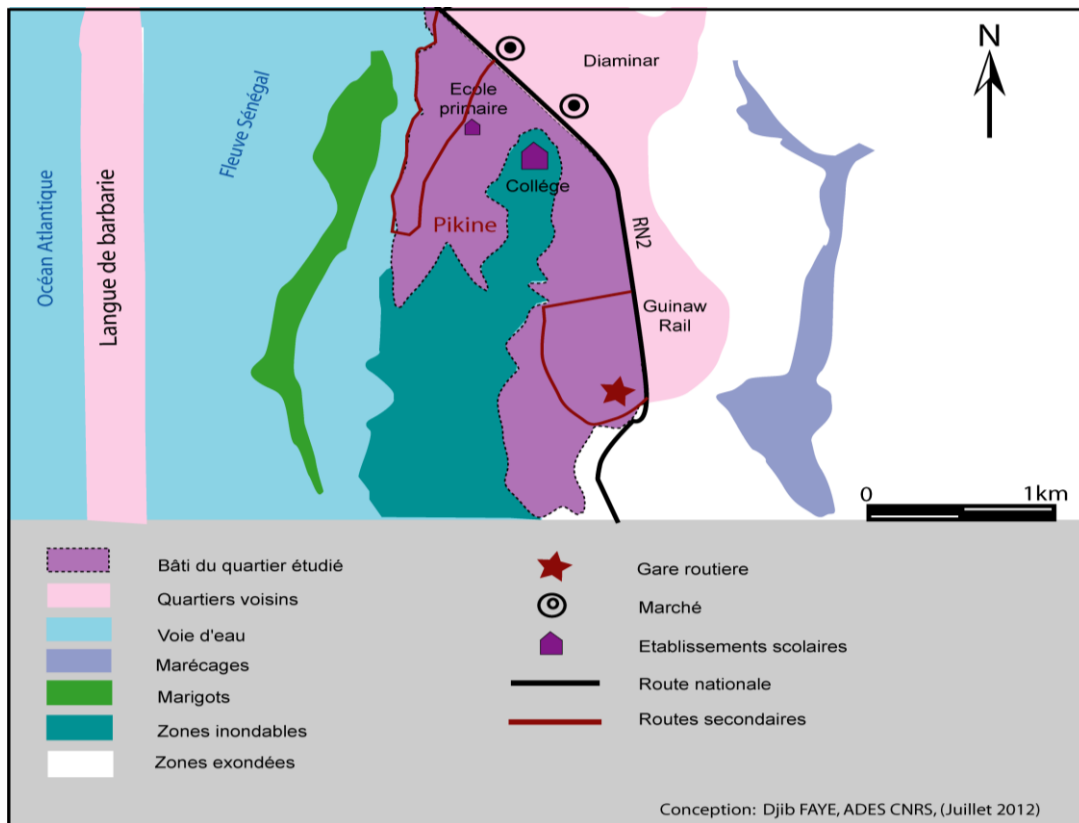 N
Diaminar
Ecole
primaire
Fleuve Sénégal
Océan Atlantique
Langue de barbarie
Collége
Pikine
RN2
Guinaw
Rail
0 1km
Bâti du quartier étudié
Quartiers voisins
Voie d'eau
Marécages
Marigots
Zones inondables
Zones exondées
Gare routiere
Marché
Etablissements scolaires
Route nationale
Routes secondaires
Conception: Djib FAYE, ADES CNRS, (Juillet 2012)